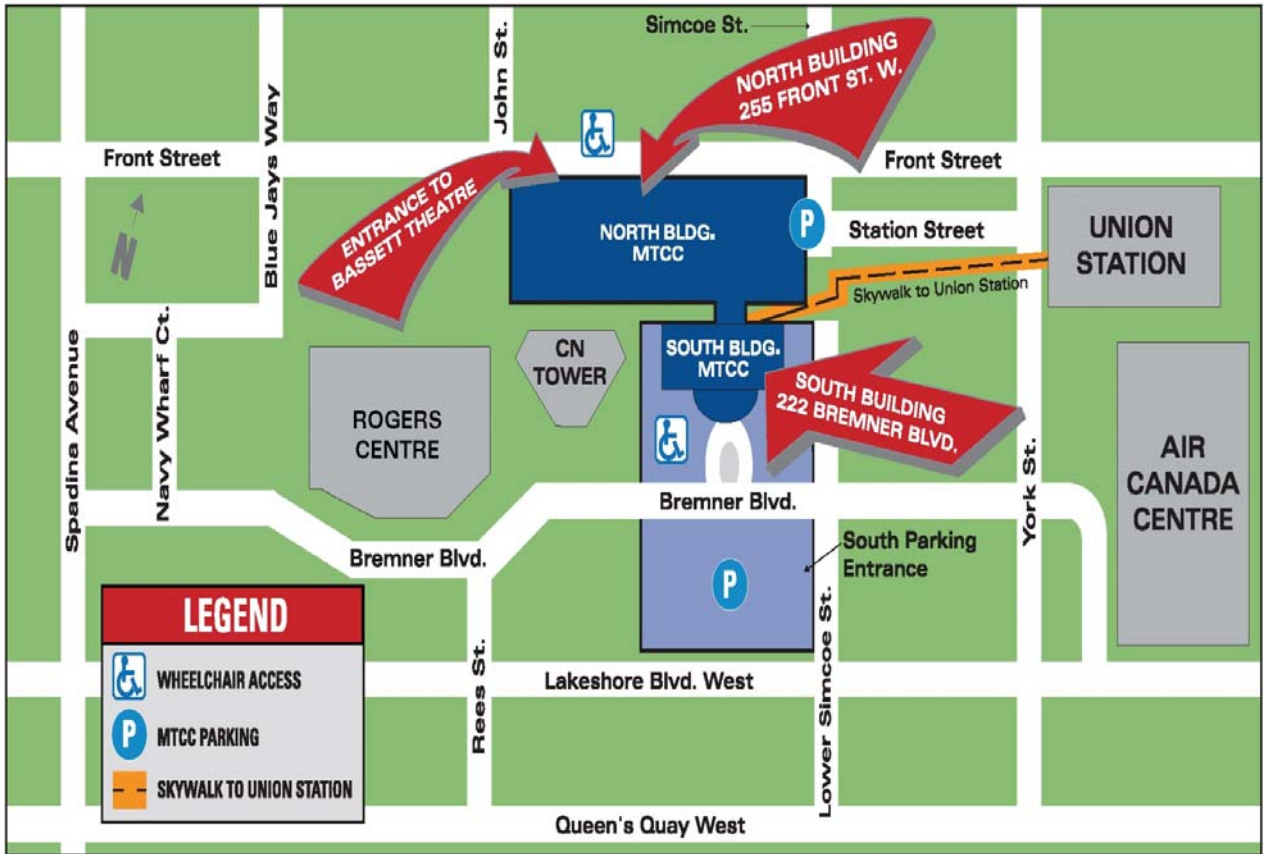 Simcoe St.
NORTH BUILDING
255 FRONT ST. W.
John St.
Blue Jays Way
Front Street
Front Street
ENTRANCE TO
BASSETT THEATRE
N
NORTH BLDG.
MTCC
P
Station Street
UNION
STATION
Skywalk to Union Station
Spadina Avenue
Navy Wharf Ct.
ROGERS
CENTRE
CN
TOWER
SOUTH BLDG.
MTCC
SOUTH BUILDING
222 BREMNER BLVD.
York St.
AIR
CANADA
CENTRE
Bremner Blvd.
Bremner Blvd.
South Parking
Entrance
P
LEGEND
WHEELCHAIR ACCESS
P MTCC PARKING
SKYWALK TO UNION STATION
Rees St.
Lakeshore Blvd. West
Lower Simcoe St.
Queen's Quay West